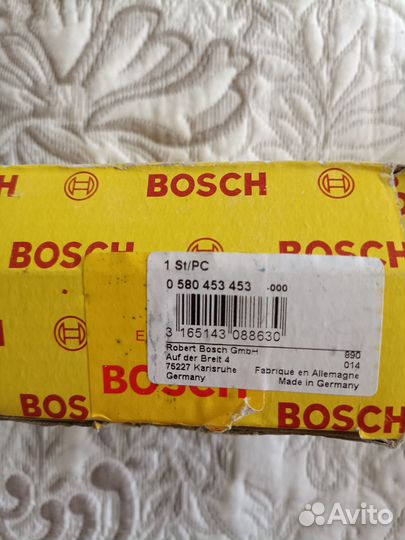 BOSCH
BOSCH
BOSCH
1 St/PC
0 580 453 453 -000
3 165143 088630
Robert Bosch GmbH 890
Auf der Breit 4 014
75227 Karlsruhe Fabrique en Allemagne
Germany Made in Germany
E
BOSCH
BOSCH
BOS
Avito